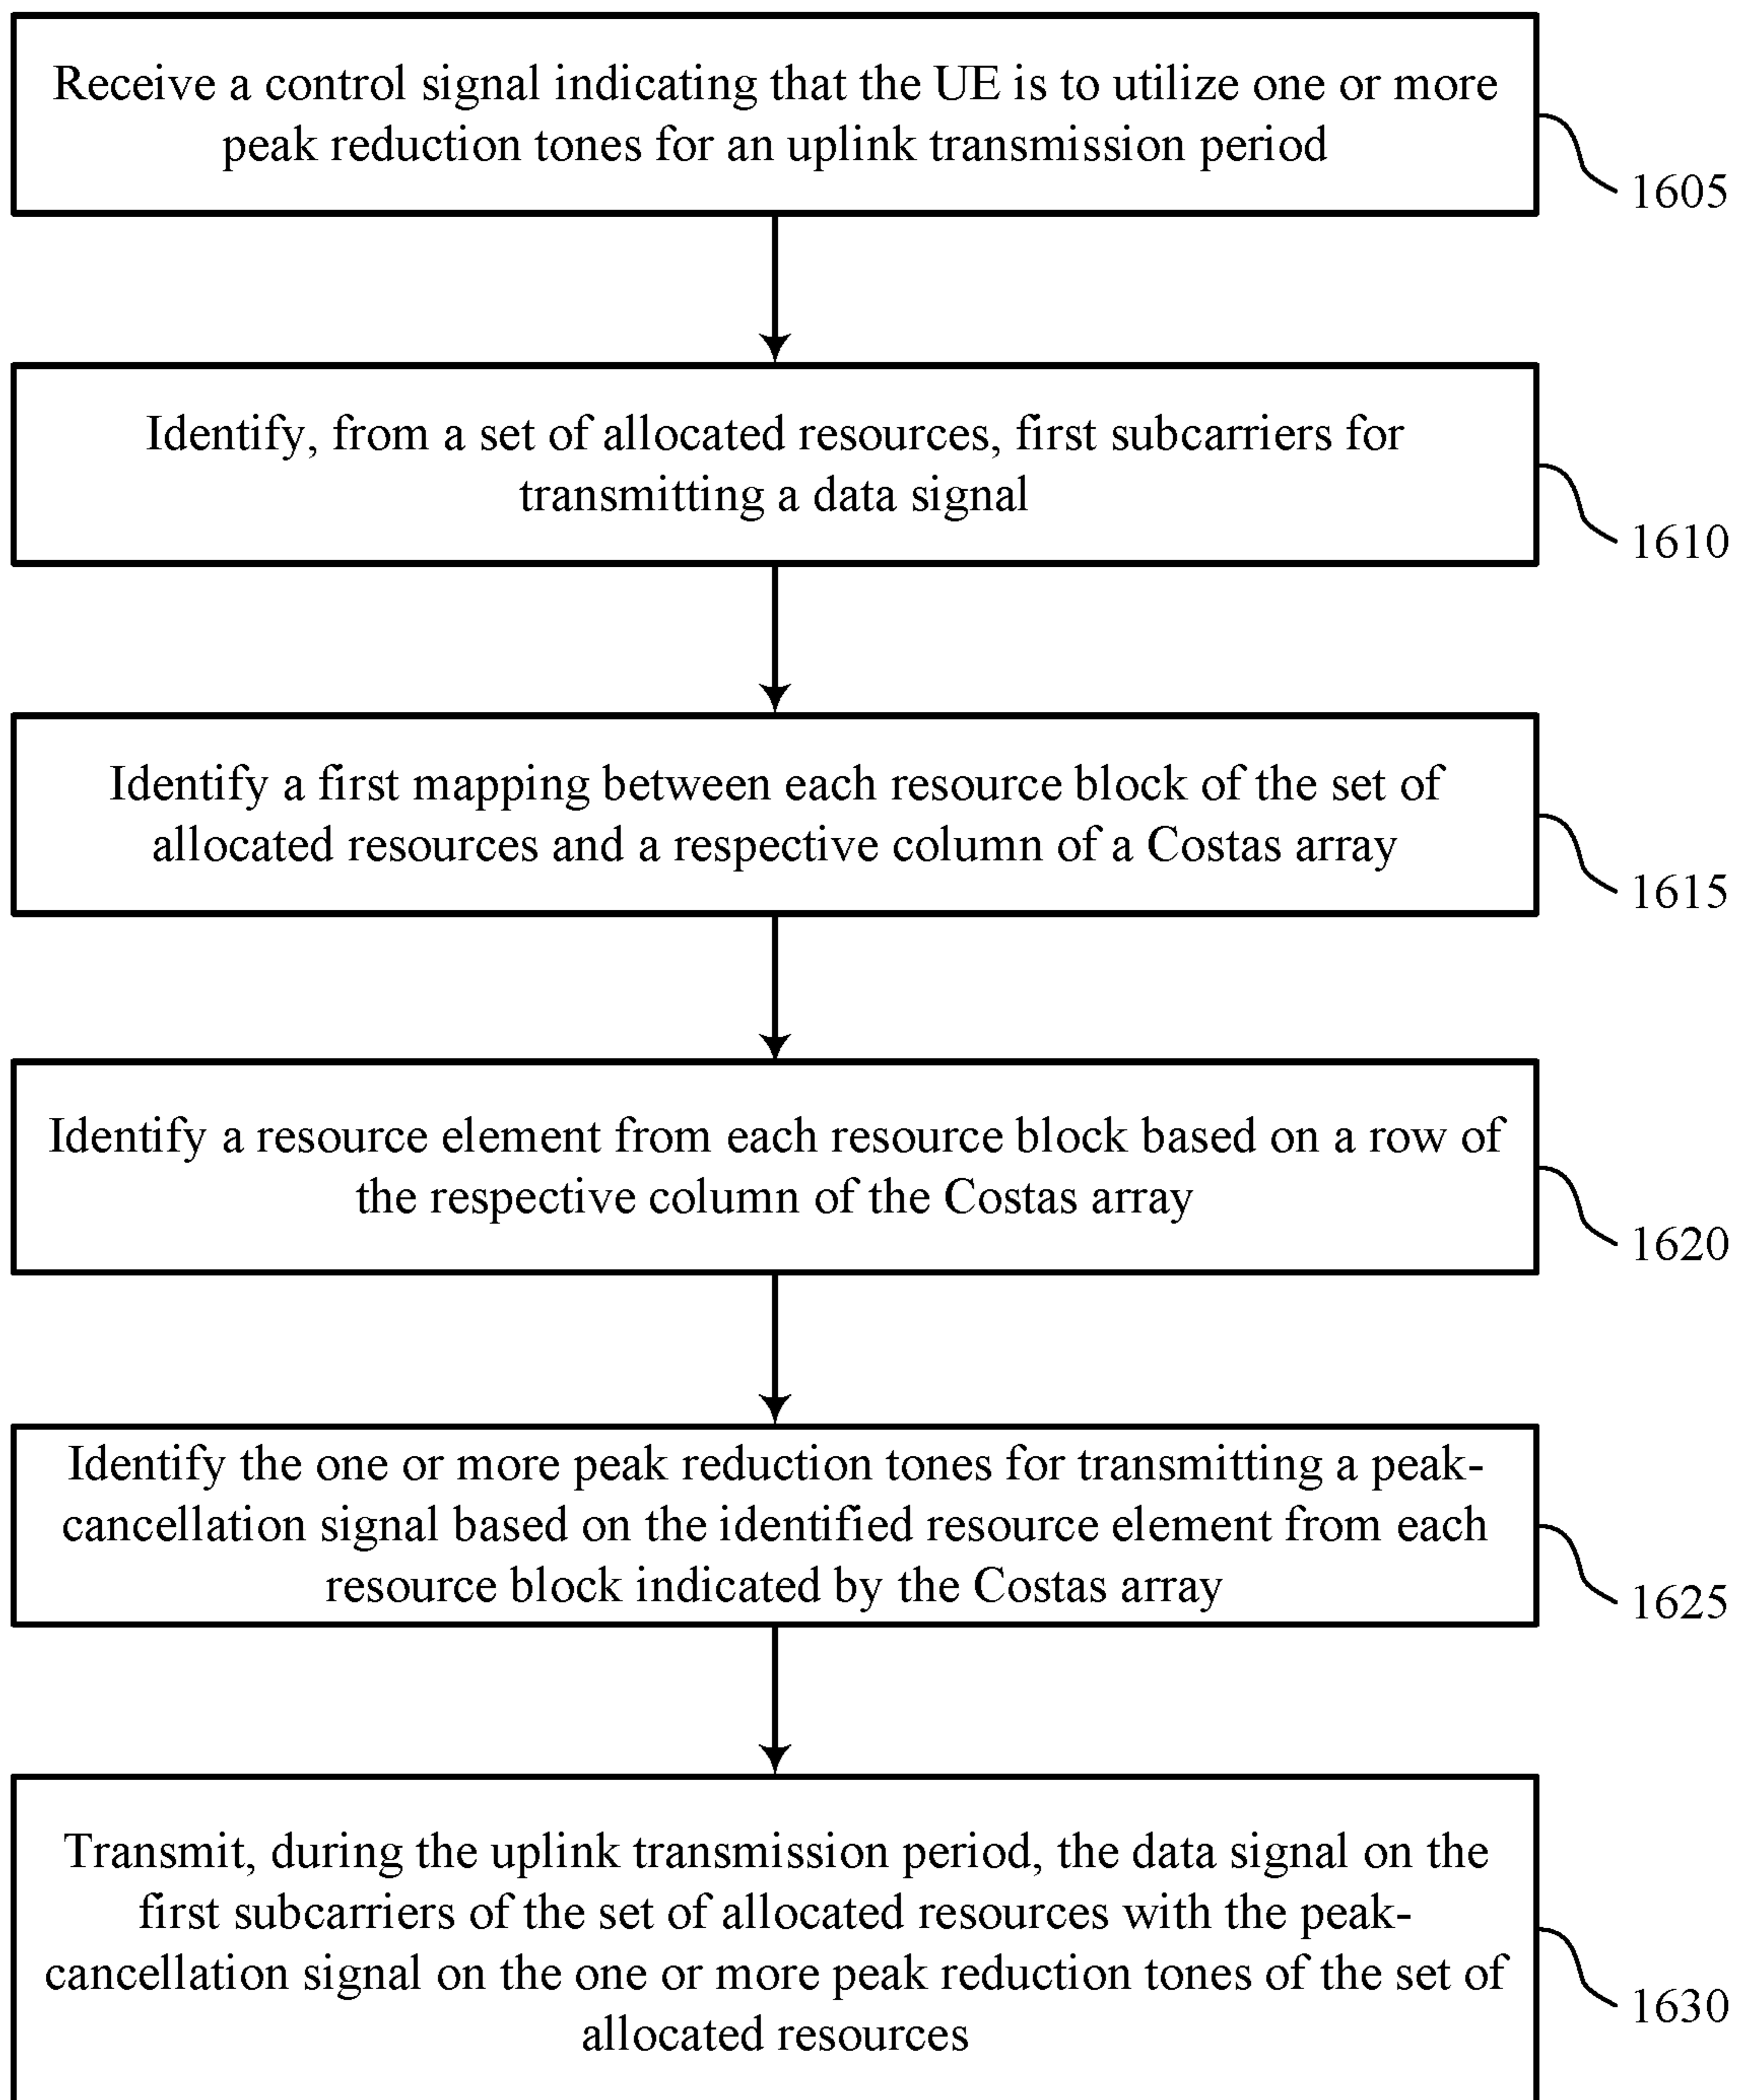 Receive a control signal indicating that the UE is to utilize one or more
peak reduction tones for an uplink transmission period
1605
Identify, from a set of allocated resources, first subcarriers for
transmitting a data signal
1610
Identify a first mapping between each resource block of the set of
allocated resources and a respective column of a Costas array
1615
Identify a resource element from each resource block based on a row of
the respective column of the Costas array
1620
Identify the one or more peak reduction tones for transmitting a peak-
cancellation signal based on the identified resource element from each
resource block indicated by the Costas array
1625
Transmit, during the uplink transmission period, the data signal on the
first subcarriers of the set of allocated resources with the peak-
cancellation signal on the one or more peak reduction tones of the set of
allocated resources
1630